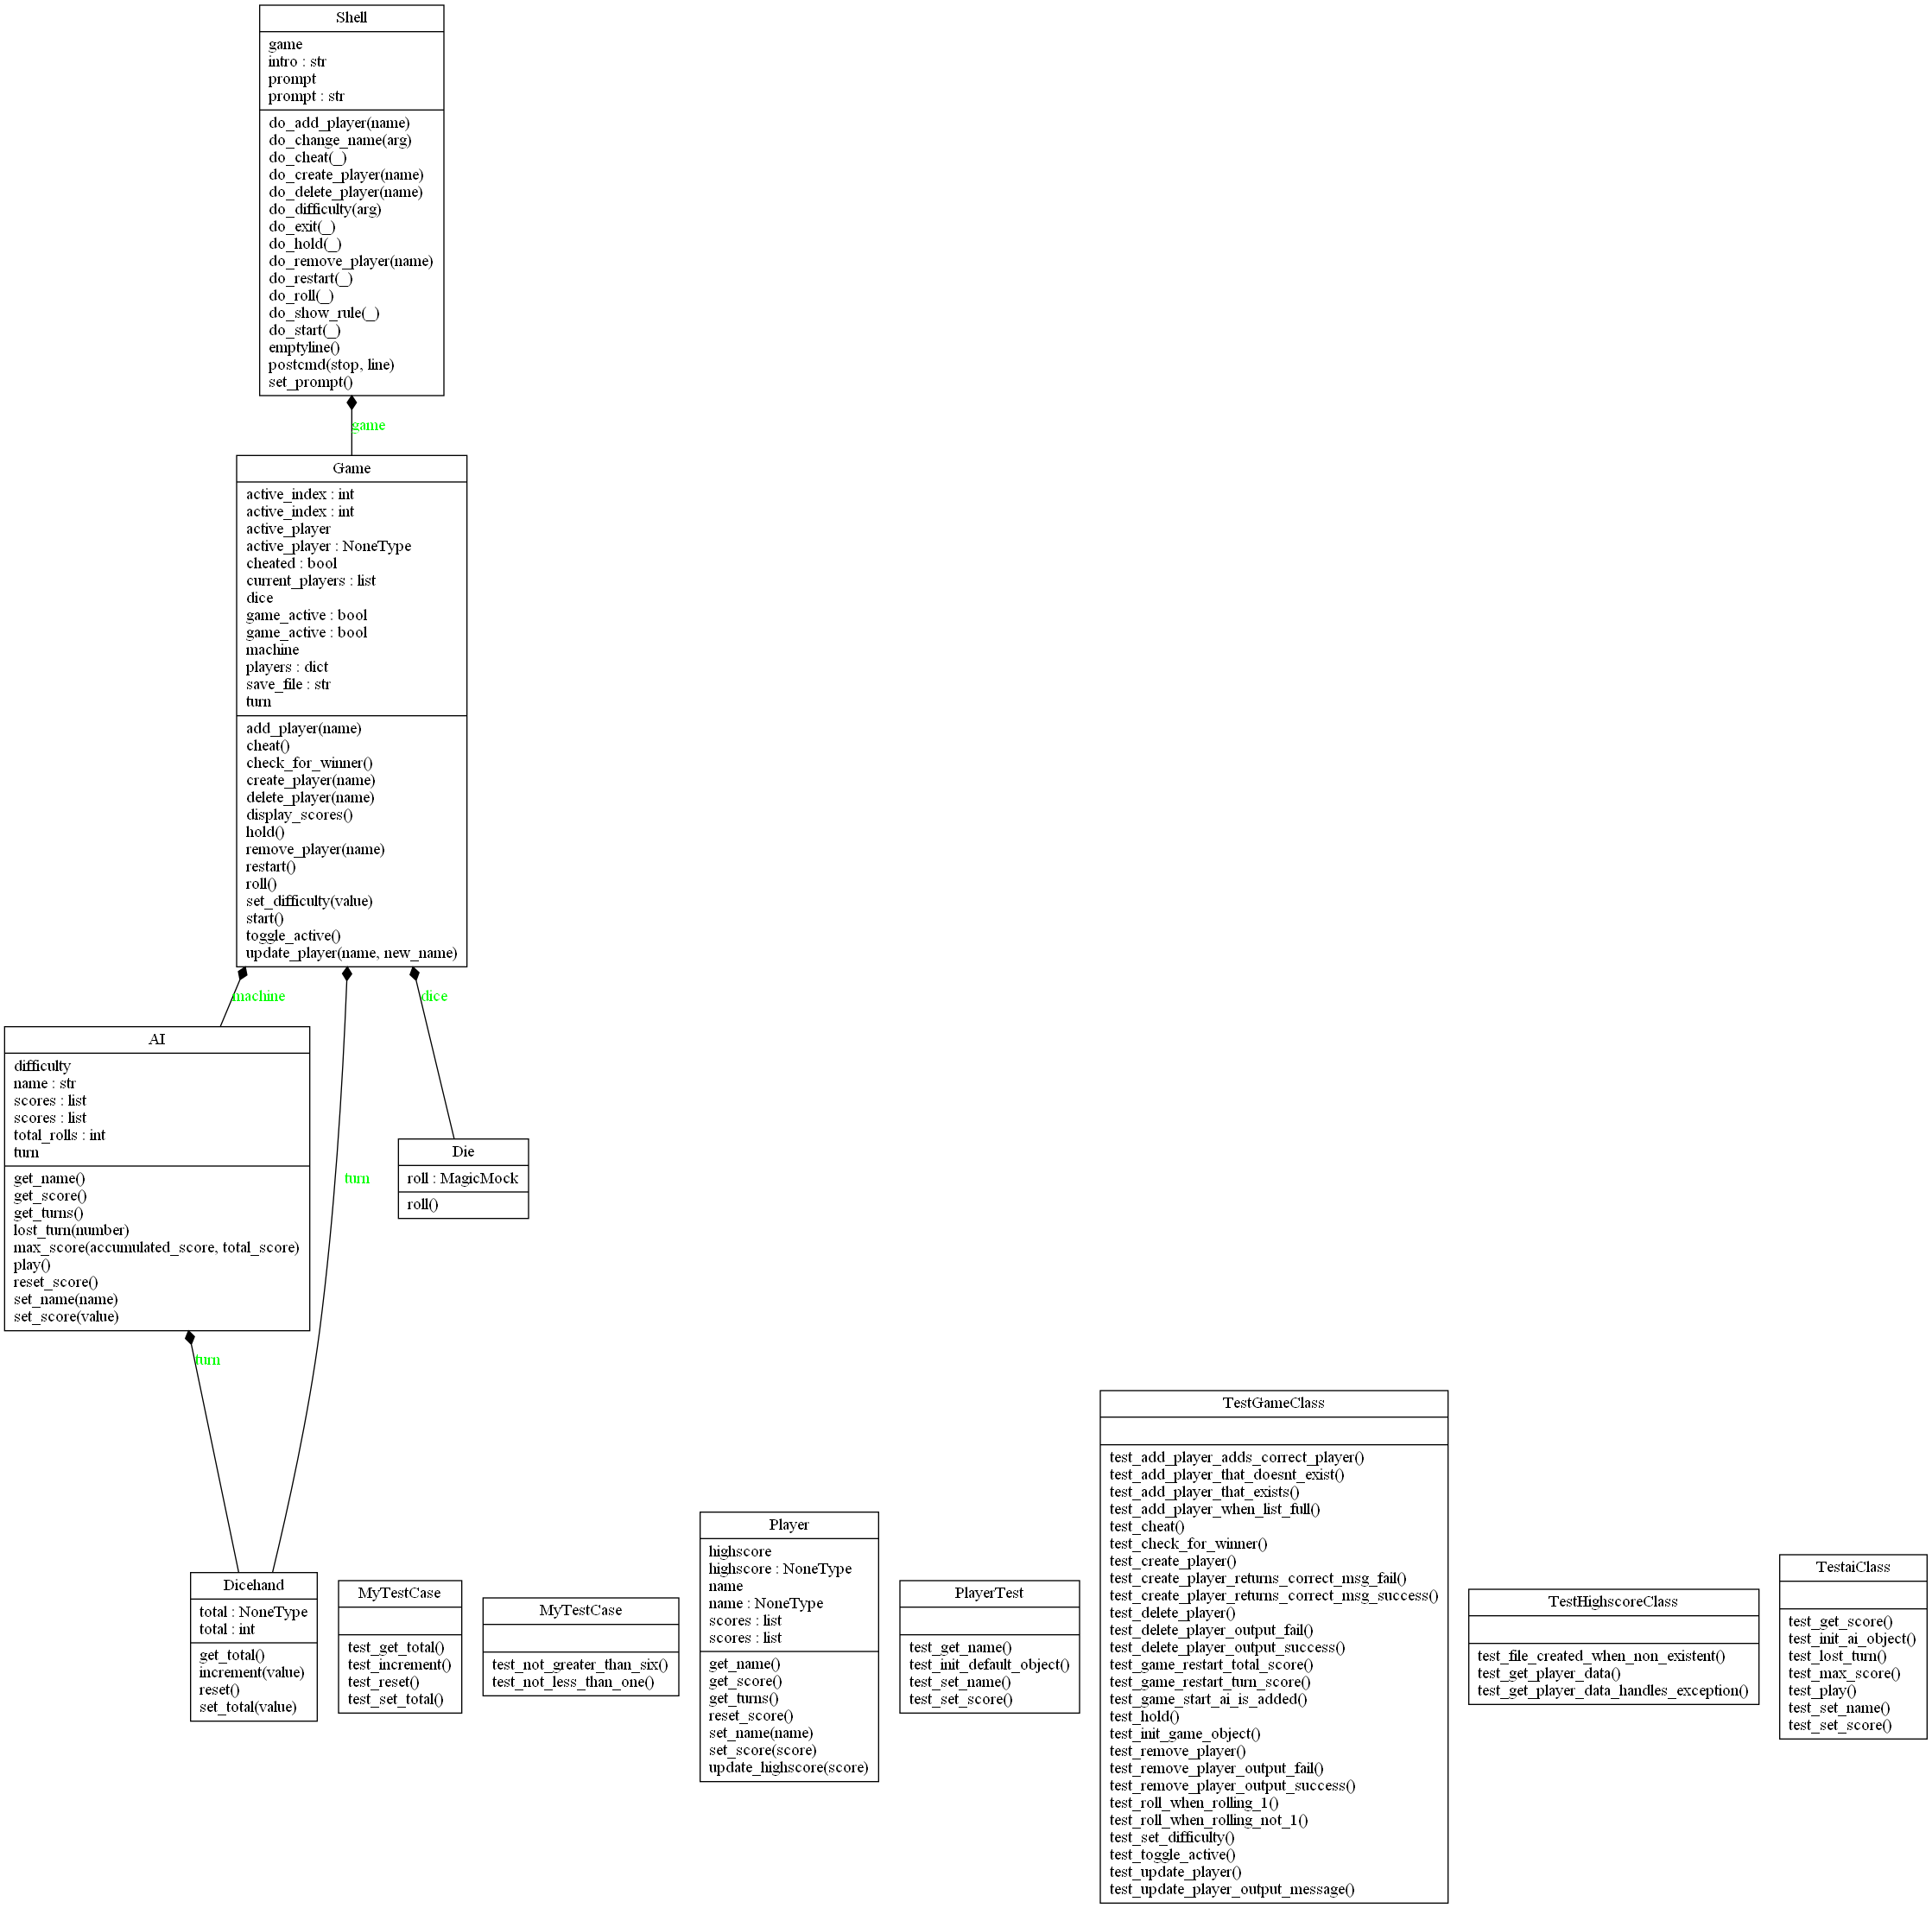 Shell
game
intro : str
prompt
prompt : str
do_add_player(name)
do_change_name(arg)
do_cheat(_)
do_create_player(name)
do_delete_player(name)
do_difficulty(arg)
do_exit(_)
do_hold(_)
do_remove_player(name)
do_restart(_)
do_roll(_)
do_show_rule(_)
do_start(_)
emptyline()
postcmd(stop, line)
set_prompt()
game
Game
active_index : int
active_index : int
active_player
active_player : NoneType
cheated : bool
current_players : list
dice
game_active : bool
game_active : bool
machine
players : dict
save_file : str
turn
add_player(name)
cheat()
check_for_winner()
create_player(name)
delete_player(name)
display_scores()
hold()
remove_player(name)
restart()
roll()
set_difficulty(value)
start()
toggle_active()
update_player(name, new_name)
machine
dice
AI
difficulty
name : str
scores : list
scores : list
total_rolls : int
turn
get_name()
get_score()
get_turns()
lost_turn(number)
max_score(accumulated_score, total_score)
play()
reset_score()
set_name(name)
set_score(value)
turn
Die
roll : MagicMock
roll()
turn
Dicehand
total : NoneType
total : int
get_total()
increment(value)
reset()
set_total(value)
MyTestCase
test_get_total()
test_increment()
test_reset()
test_set_total()
MyTestCase
test_not_greater_than_six()
test_not_less_than_one()
Player
highscore
highscore : NoneType
name
name : NoneType
scores : list
scores : list
get_name()
get_score()
get_turns()
reset_score()
set_name(name)
set_score(score)
update_highscore(score)
PlayerTest
test_get_name()
test_init_default_object()
test_set_name()
test_set_score()
TestGameClass
test_add_player_adds_correct_player()
test_add_player_that_doesnt_exist()
test_add_player_that_exists()
test_add_player_when_list_full()
test_cheat()
test_check_for_winner()
test_create_player()
test_create_player_returns_correct_msg_fail()
test_create_player_returns_correct_msg_success()
test_delete_player()
test_delete_player_output_fail()
test_delete_player_output_success()
test_game_restart_total_score()
test_game_restart_turn_score()
test_game_start_ai_is_added()
test_hold()
test_init_game_object()
test_remove_player()
test_remove_player_output_fail()
test_remove_player_output_success()
test_roll_when_rolling_1()
test_roll_when_rolling_not_1()
test_set_difficulty()
test_toggle_active()
test_update_player()
test_update_player_output_message()
TestHighscoreClass
test_file_created_when_non_existent()
test_get_player_data()
test_get_player_data_handles_exception()
TestaiClass
test_get_score()
test_init_ai_object()
test_lost_turn()
test_max_score()
test_play()
test_set_name()
test_set_score()